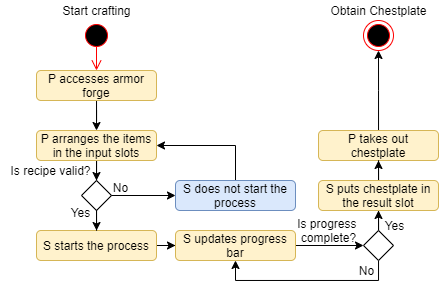 Start crafting
Obtain Chestplate
P accesses armor
forge
P arranges the items
in the input slots
Is recipe valid?
No
Yes
S does not start the
process
S starts the process
S updates progress
bar
Is progress
complete?
Yes
No
S puts chestplate in
the result slot
P takes out
chestplate